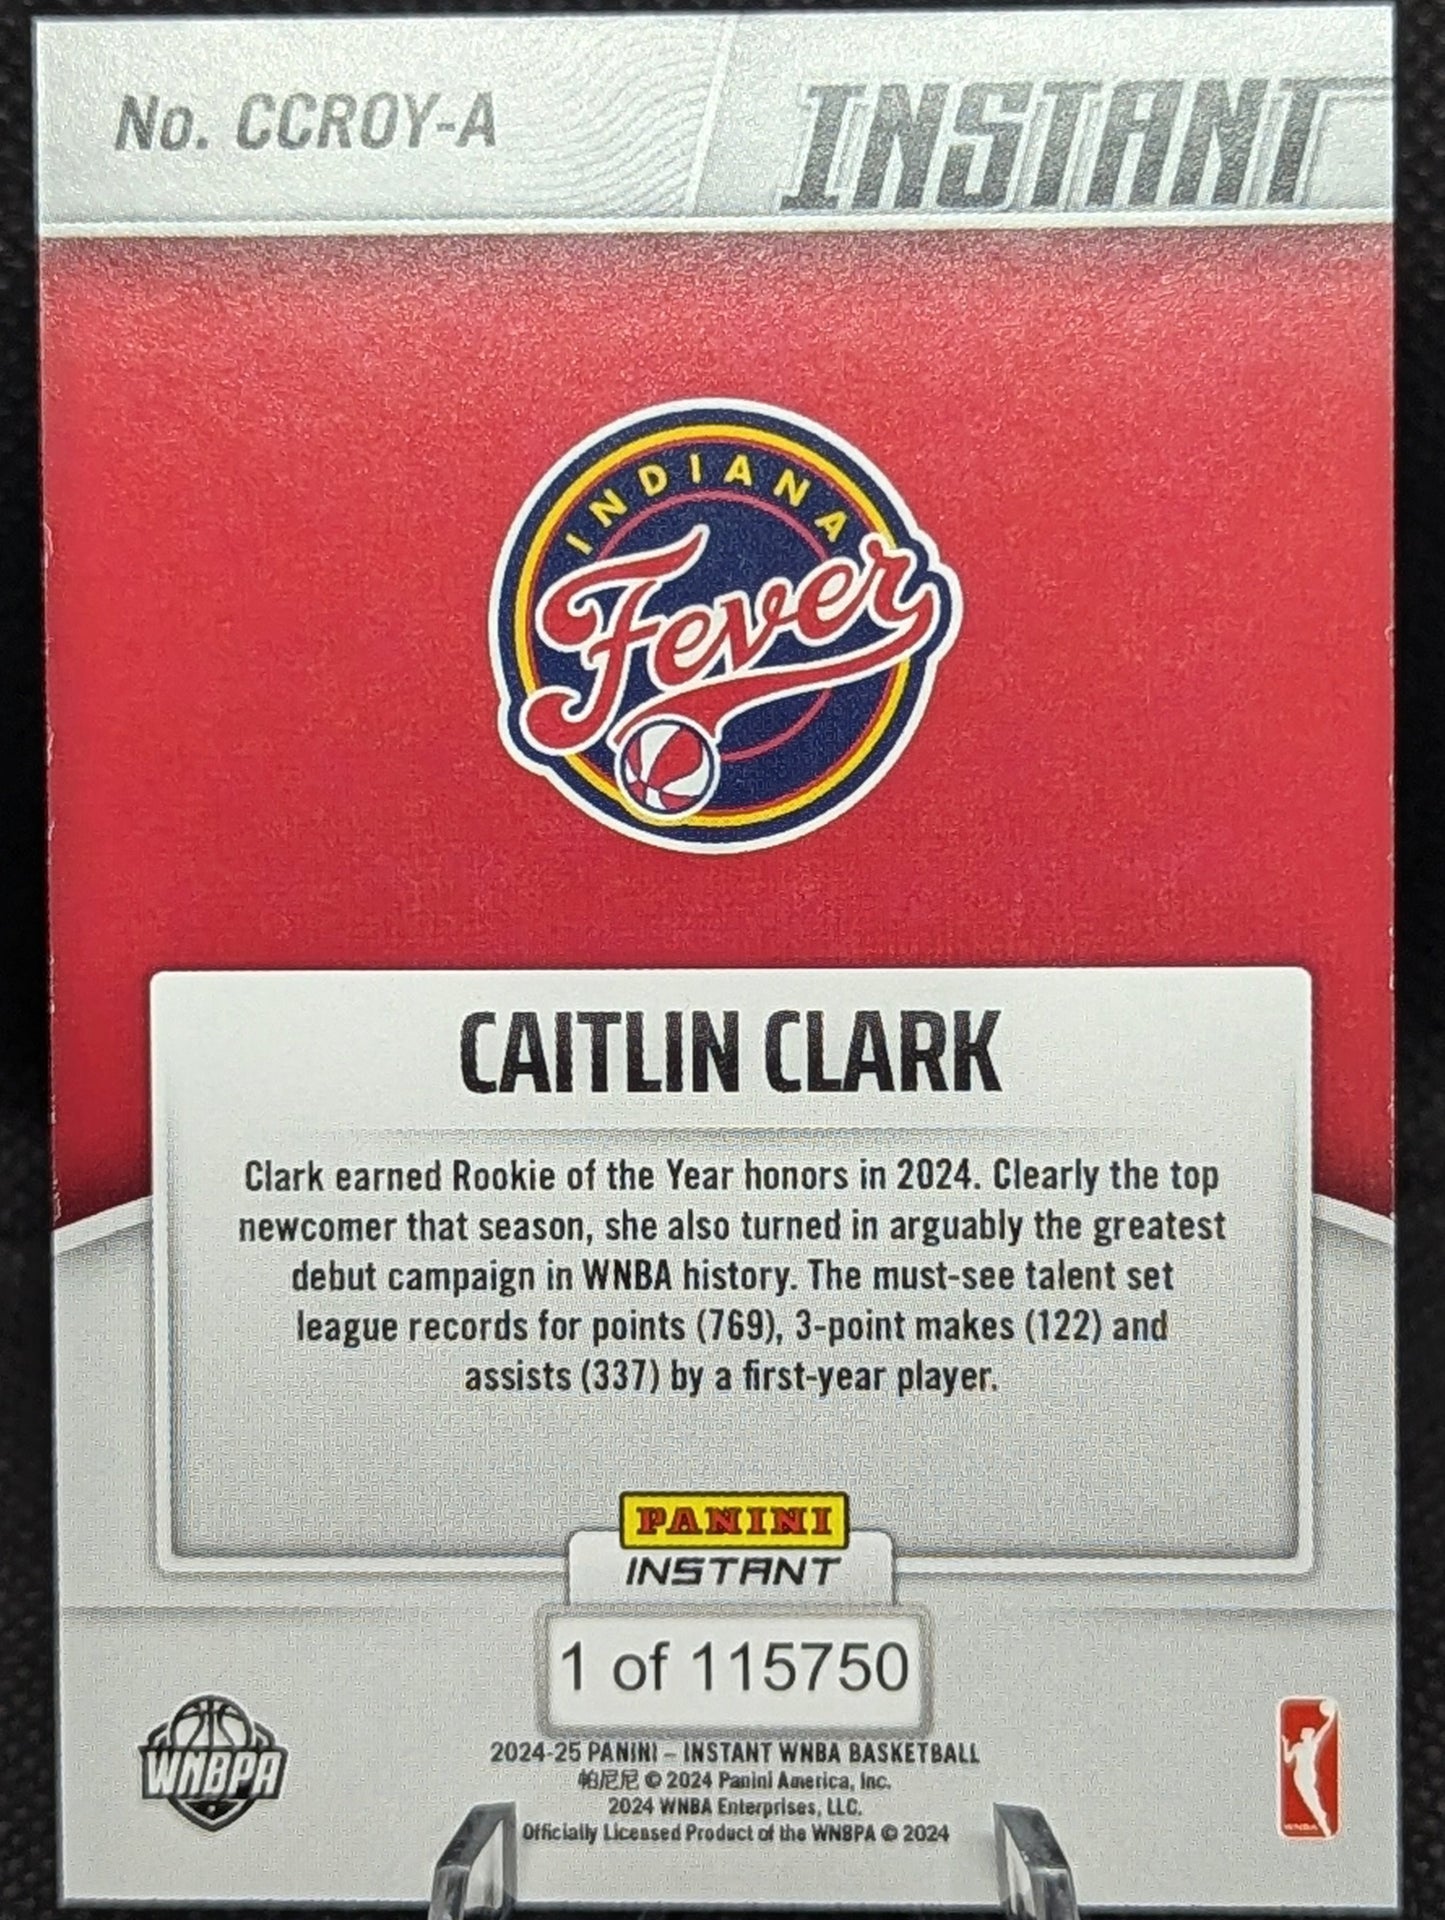 No. CCROY-A
INSTANT
INDIANA
Fever
CAITLIN CLARK
Clark earned Rookie of the Year honors in 2024. Clearly the top
newcomer that season, she also turned in arguably the greatest
debut campaign in WNBA history. The must-see talent set
league records for points (769), 3-point makes (122) and
assists (337) by a first-year player.
PANINI
INSTANT
1 of 115750
WNBPA
2024-25 PANINI – INSTANT WNBA BASKETBALL
帕尼尼 © 2024 Panini America, Inc.
2024 WNBA Enterprises, LLC.
Officially Licensed Product of the WNBPA © 2024
WNBA